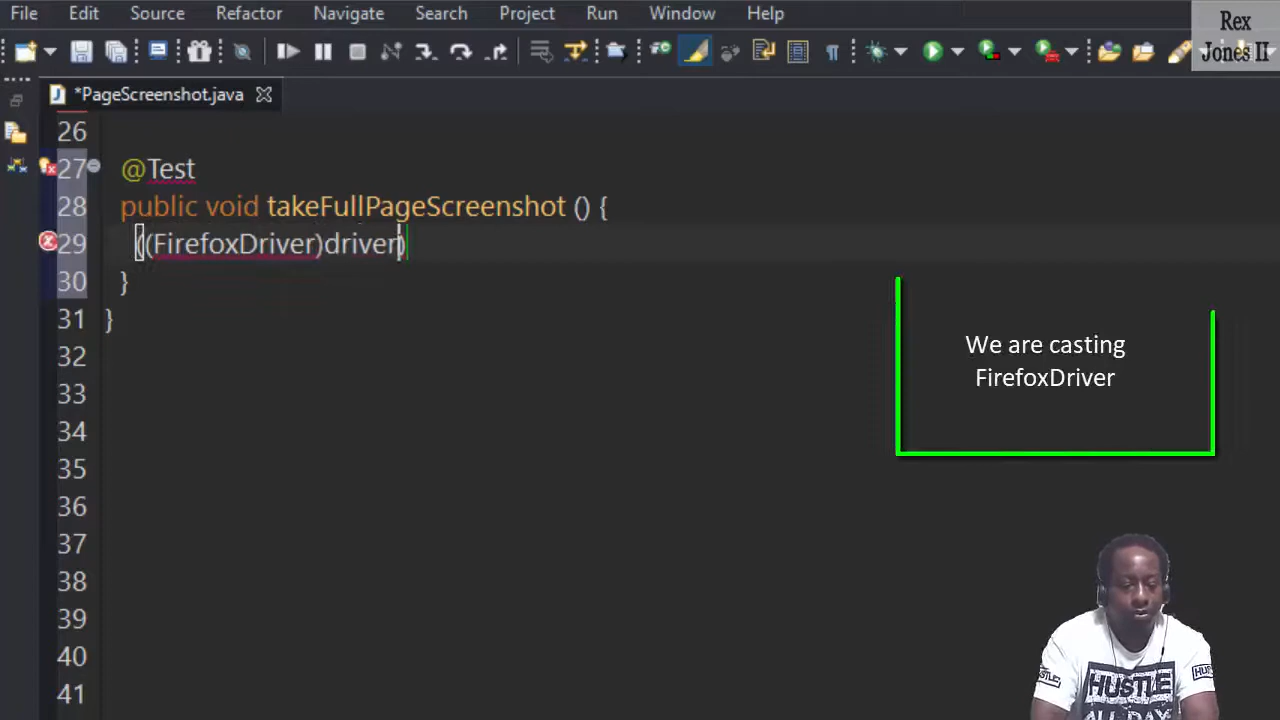 File Edit Source Refactor Navigate Search Project Run Window Help
Rex
Jones II
*PageScreenshot.java
26
27 @Test
28 public void takeFullPageScreenshot () {
29 ((FirefoxDriver)driver)
30 }
31 }
32
33
34
35
36
37
38
39
40
41
We are casting
FirefoxDriver
HUSTLE
HUSTLE
ALL DAY